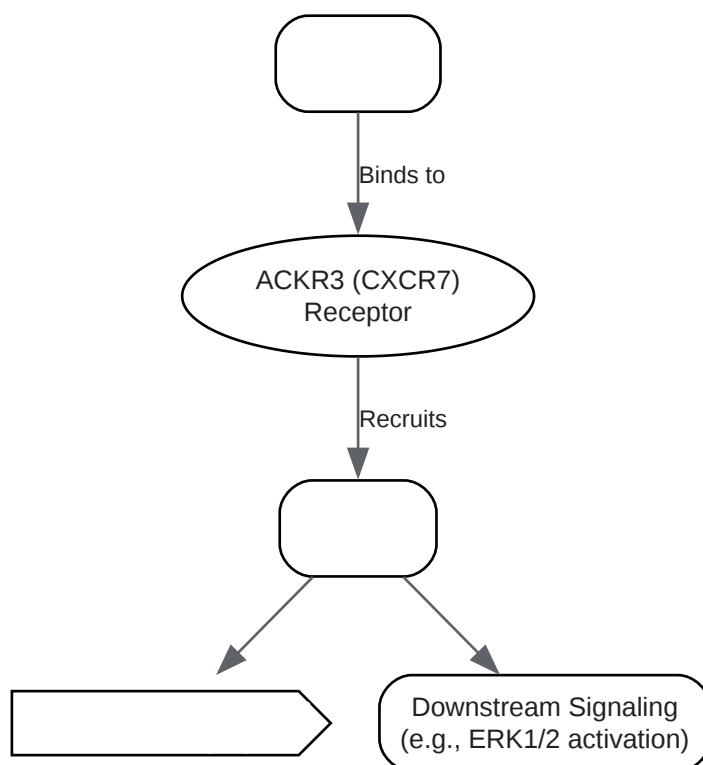 Binds to
ACKR3 (CXCR7)
Receptor
Recruits
Downstream Signaling
(e.g., ERK1/2 activation)